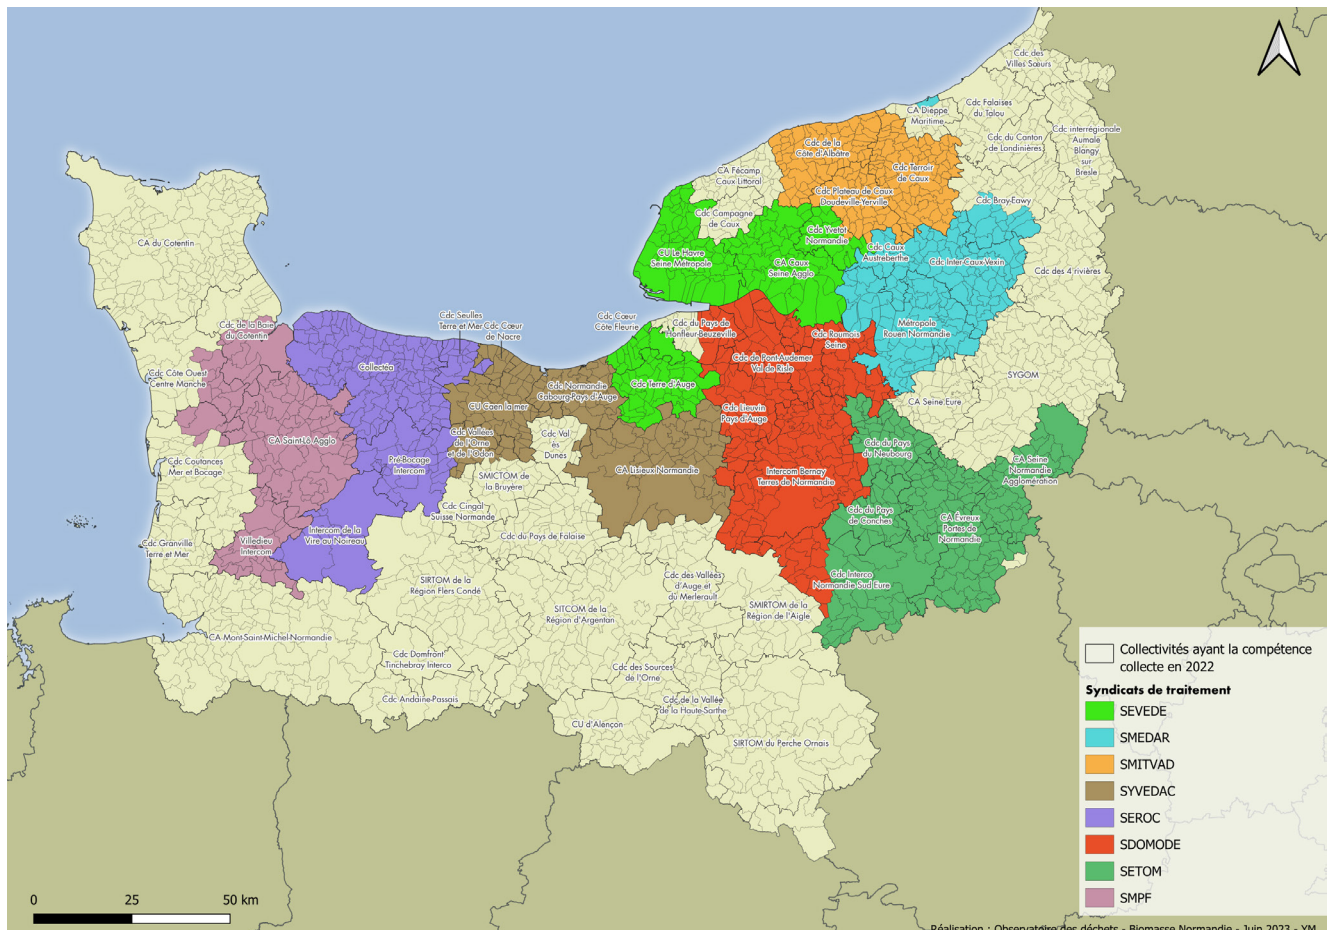 Cdc des
Villes Sœurs
CA Dieppe
Maritime
Cdc Falaises
du Talou
Cdc interrégionale
Aumale
Blangy
sur
Bresle
Cdc du Canton
de Londinières
Cdc de la
Côte d'Albâtre
Cdc Terroir
de Caux
CA Fécamp
Caux Littoral
Cdc Plateau de Caux
Doudeville-Yerville
Cdc Bray-Eawy
Cdc Campagne
de Caux
Cdc Yvetot
Normandie
CA du Cotentin
Cdc Caux
Austreberthe
CU Le Havre
Seine Métropole
CA Caux
Seine Agglo
Cdc Inter-Caux-Vexin
Cdc des 4 rivières
Cdc de la Baie
du Cotentin
Cdc Seulles
Terre et Mer
Cdc Cœur
de Nacre
Cdc Cœur
Côte Fleurie
Cdc du Pays de
Honfleur-Beuzeville
Cdc Roumois
Seine
Métropole
Rouen Normandie
Cdc Côte Ouest
Centre Manche
Collectéa
Cdc de Pont-Audemer
Val de Risle
SYGOM
Cdc Normandie
Cabourg-Pays d'Auge
Cdc Terre d'Auge
CA Seine-Eure
CU Caen la mer
Cdc Lieuvin
Pays d'Auge
CA Saint-Lô Agglo
Cdc Vallées
de l'Orne
et de l'Odon
Cdc Val
ès
Dunes
Cdc du Pays
du Neubourg
Cdc Coutances
Mer et Bocage
Pré-Bocage
Intercom
SMICTOM de
la Bruyère
CA Lisieux-Normandie
Intercom Bernay
Terres de Normandie
CA Seine
Normandie
Agglomération
Cdc Cingal
Suisse Normande
Cdc du Pays
de Conches
CA Évreux
Portes de
Normandie
Cdc Granville
Terre et Mer
Villedieu
Intercom
Intercom de la
Vire au Noireau
Cdc du Pays de Falaise
SIRTOM de la
Région Flers Condé
Cdc des Vallées
d'Auge et
du Merlerault
Cdc Interco
Normandie Sud Eure
SITCOM de la
Région d'Argentan
SMIRTOM de la
Région de l'Aigle
CA Mont-Saint-Michel-Normandie
Cdc Domfront
Tinchebray Interco
Cdc des Sources
de l'Orne
Cdc Andaine-Passais
Cdc de la Vallée
de la Haute-Sarthe
CU d'Alençon
SIRTOM du Perche Ornais
Collectivités ayant la compétence
collecte en 2022
Syndicats de traitement
SEVEDE
SMEDAR
SMITVAD
SYVEDAC
SEROC
SDOMODE
SETOM
SMPF
0 25 50 km
Réalisation : Observatoire des déchets - Biomasse Normandie - Juin 2023 - YM